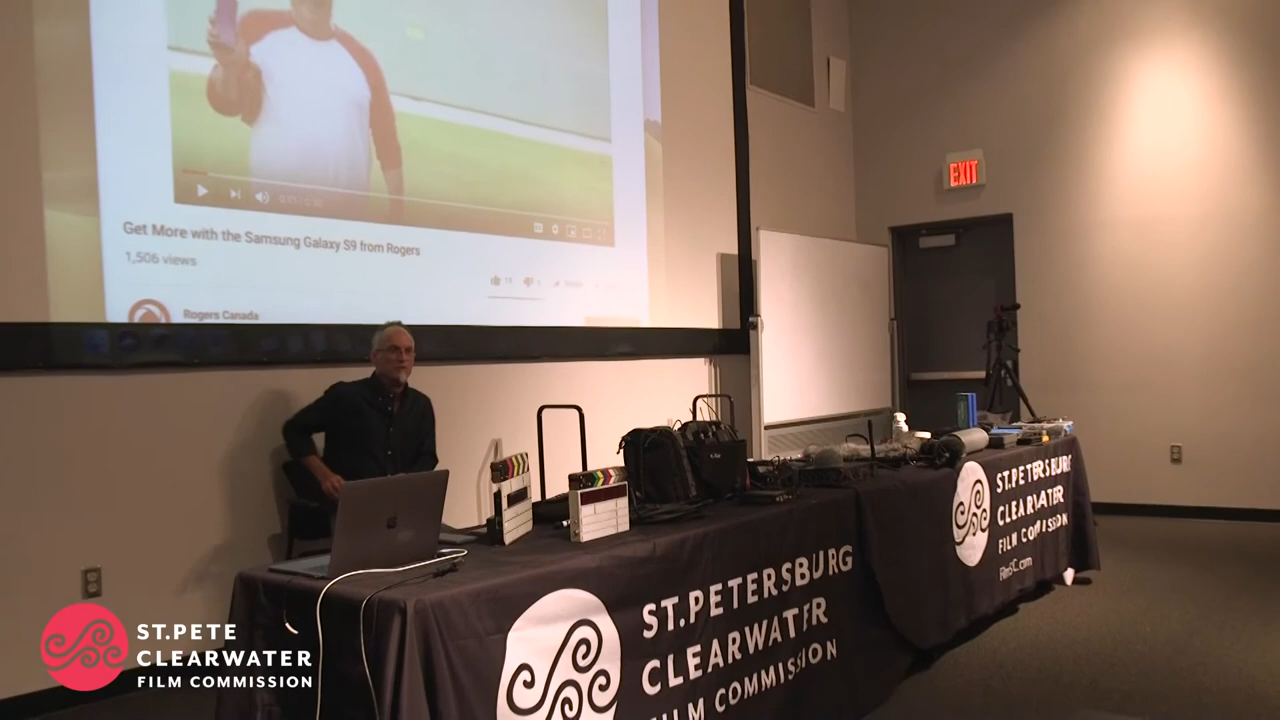 Get More with the Samsung Galaxy S9 from Rogers
1,506 views
Rogers Canada
EXIT
ST.PETERSBURG
CLEARWATER
FILM COMMISSION
ST.PETERSBURG
CLEARWATER
FILM COMMISSION
ST.PETE
CLEARWATER
FILM COMMISSION